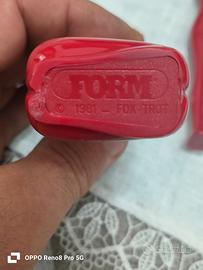 FORM
© 1981 — FOX-TROT
OPPO Reno8 Pro 5G